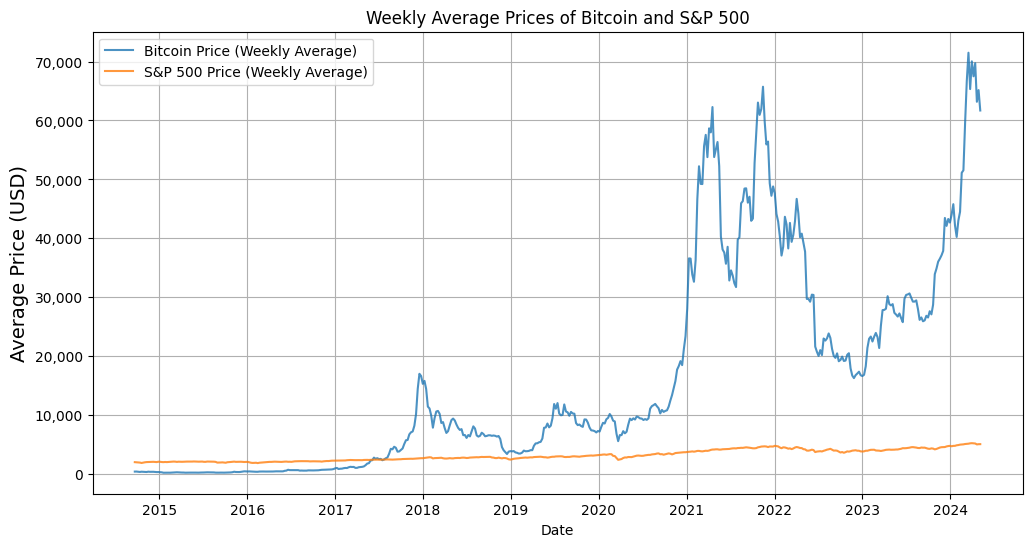 Weekly Average Prices of Bitcoin and S&P 500
Bitcoin Price (Weekly Average)
S&P 500 Price (Weekly Average)
Average Price (USD)
70,000
60,000
50,000
40,000
30,000
20,000
10,000
0
2015 2016 2017 2018 2019 2020 2021 2022 2023 2024
Date